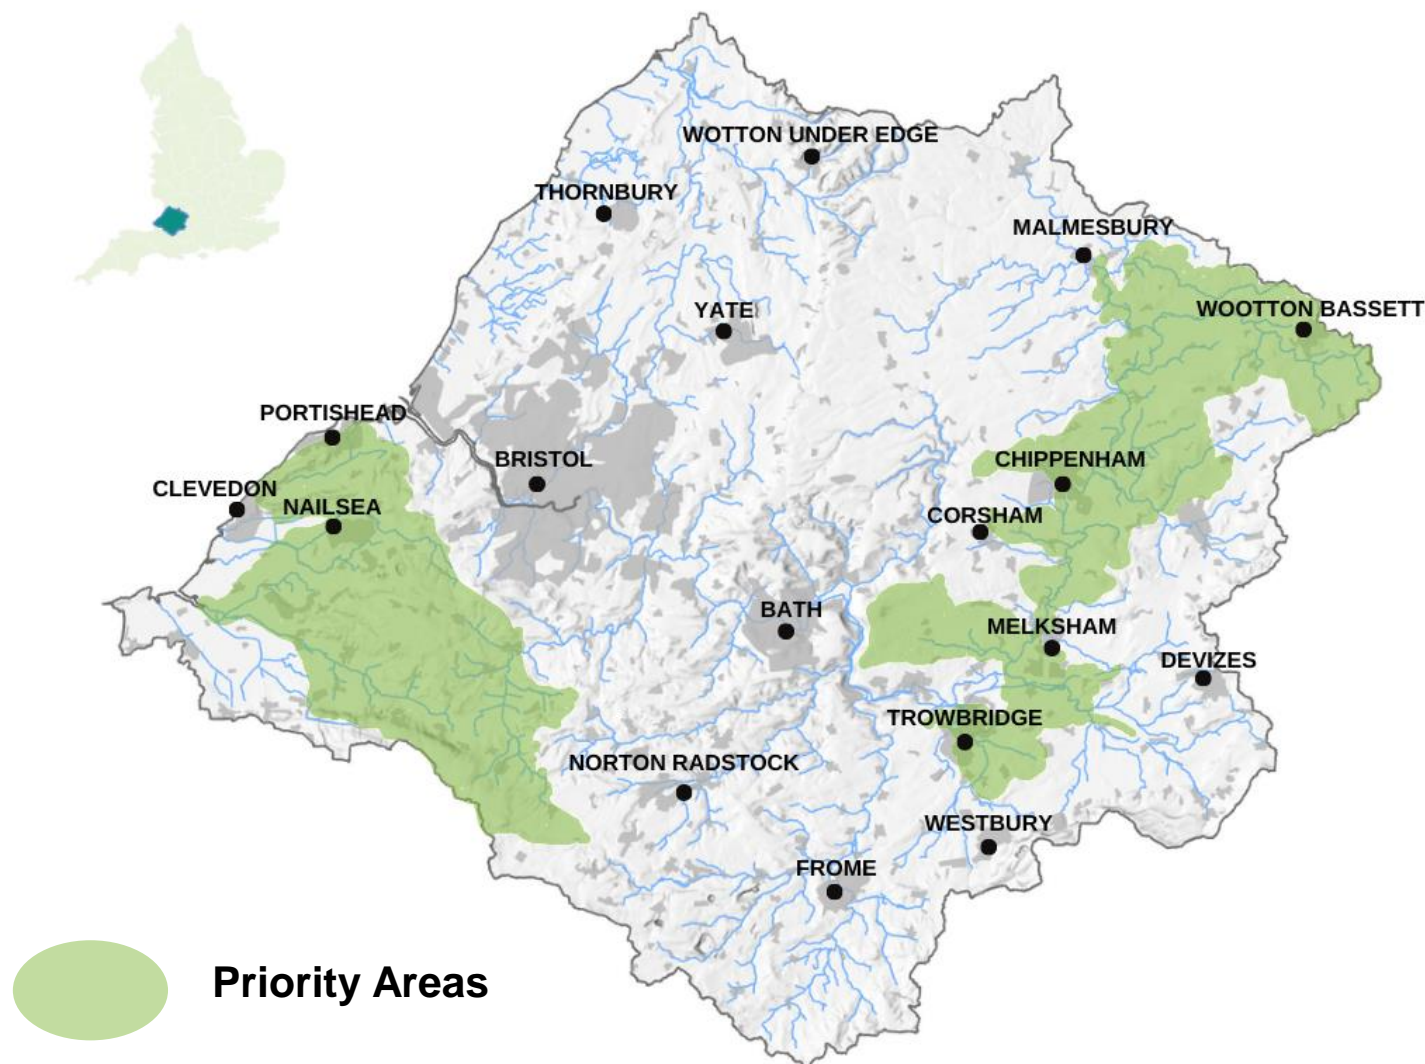 WOTTON UNDER EDGE
THORNBURY
MALMESBURY
YATE
WOOTTON BASSETT
PORTISHEAD
BRISTOL
CHIPPENHAM
CLEVEDON
NAILSEA
CORSHAM
BATH
MELKSHAM
DEVIZES
TROWBRIDGE
NORTON RADSTOCK
WESTBURY
FROME
Priority Areas